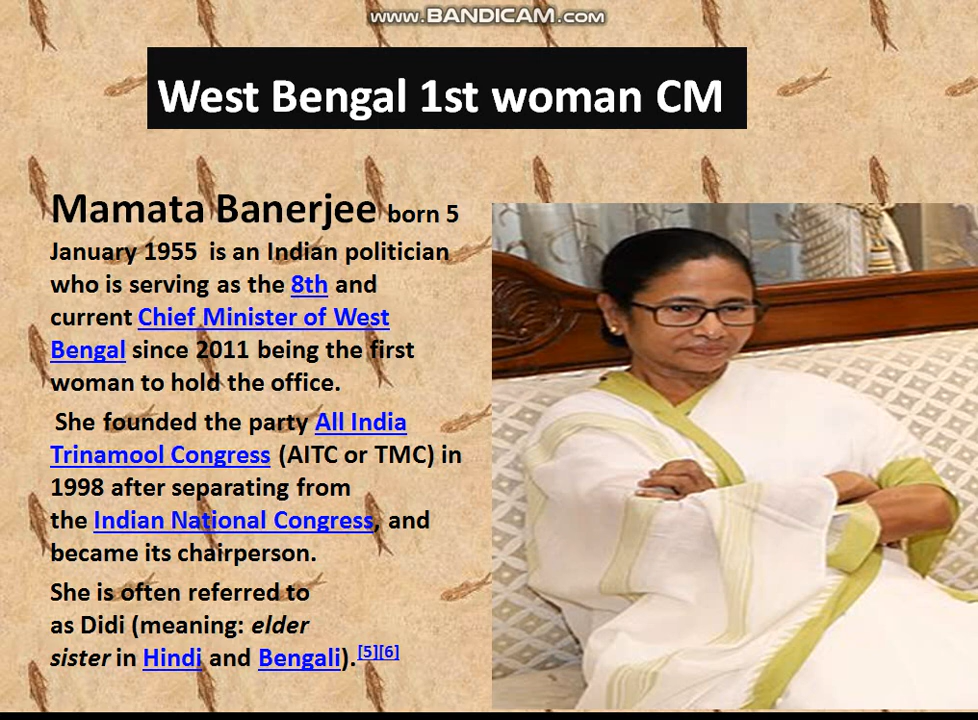 www.BANDICAM.com
West Bengal 1st woman CM
Mamata Banerjee born 5
January 1955 is an Indian politician
who is serving as the 8th and
current Chief Minister of West
Bengal since 2011 being the first
woman to hold the office.
She founded the party All India
Trinamool Congress (AITC or TMC) in
1998 after separating from
the Indian National Congress, and
became its chairperson.
She is often referred to
as Didi (meaning: elder
sister in Hindi and Bengali).[5][6]